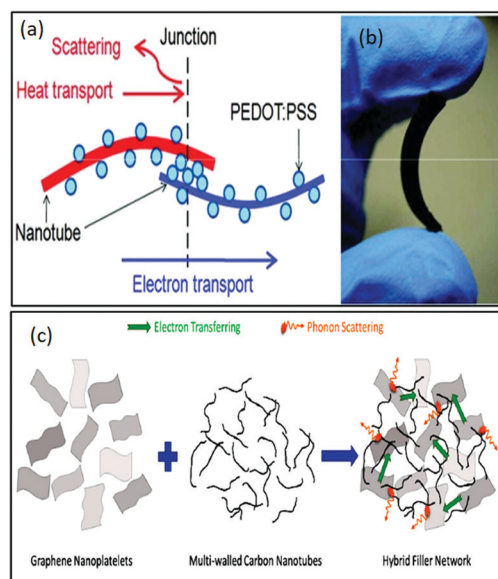 (a)
Scattering
Junction
Heat transport
PEDOT:PSS
Nanotube
Electron transport
(b)
(c)
Electron Transferring
Phonon Scattering
Graphene Nanoplatelets
Multi-walled Carbon Nanotubes
Hybrid Filler Network